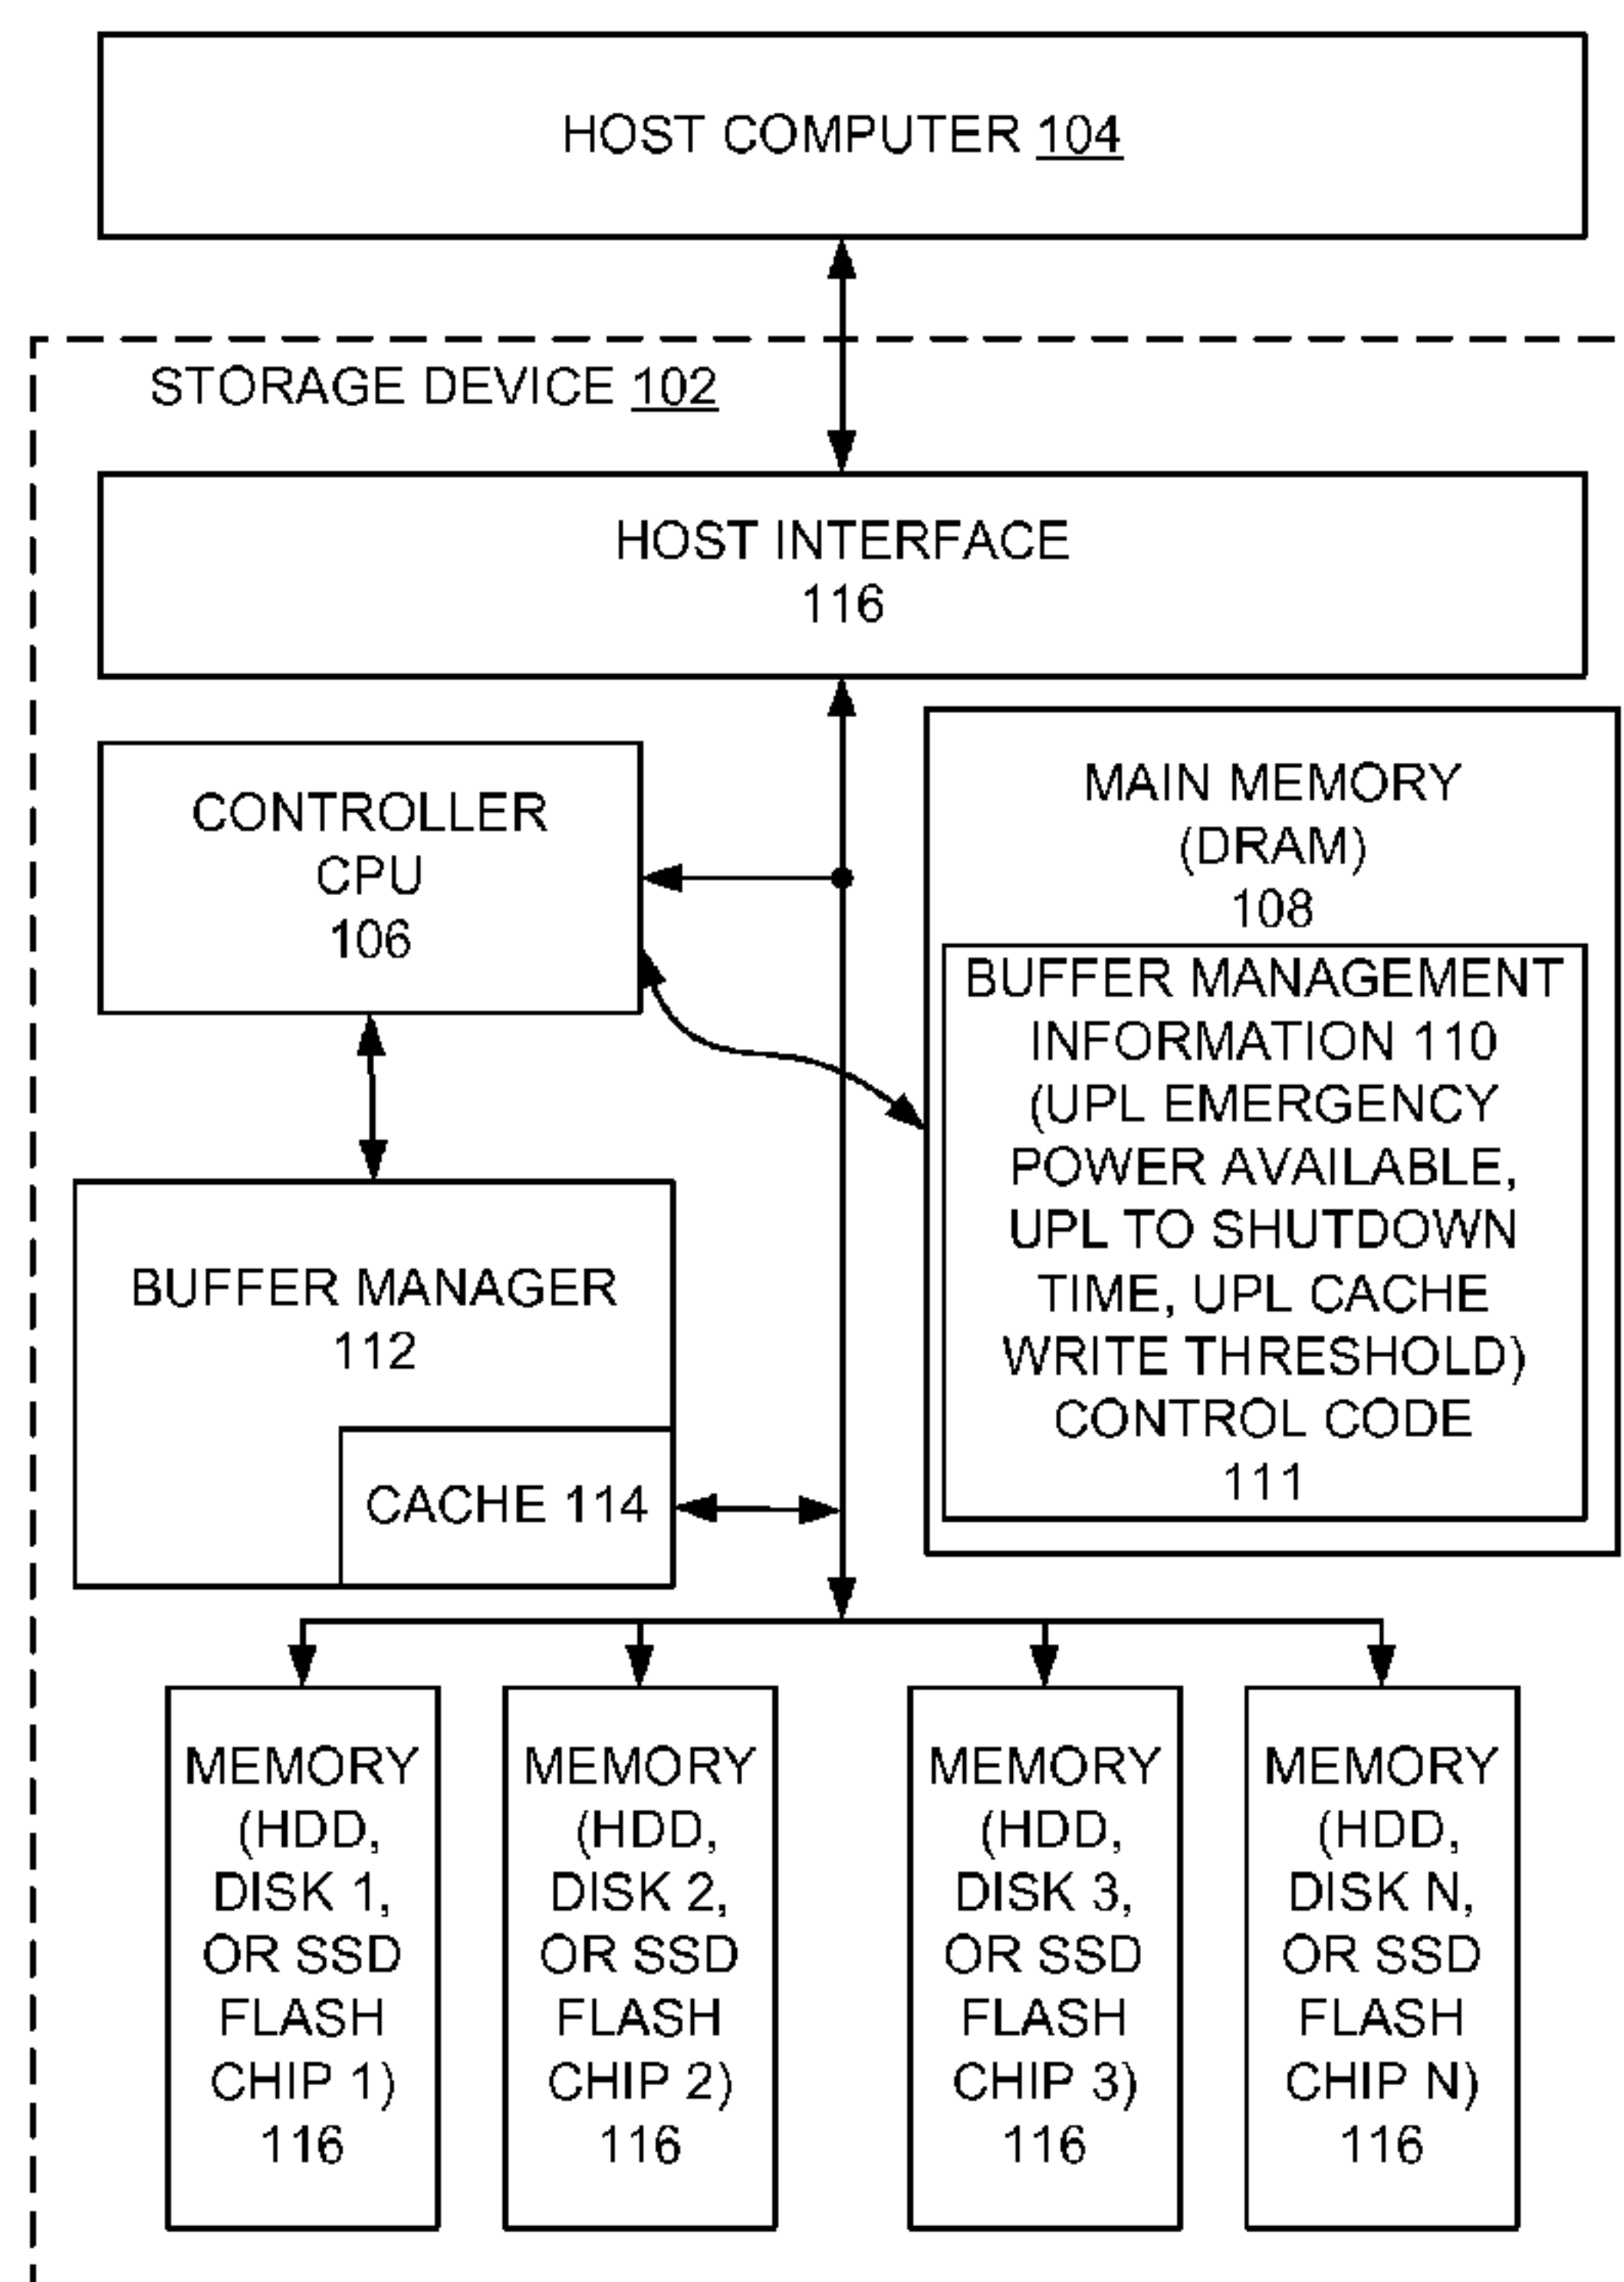 HOST COMPUTER 104
STORAGE DEVICE 102
HOST INTERFACE
116
CONTROLLER
CPU
106
MAIN MEMORY
(DRAM)
108
BUFFER MANAGEMENT
INFORMATION 110
(UPL EMERGENCY
POWER AVAILABLE,
UPL TO SHUTDOWN
TIME, UPL CACHE
WRITE THRESHOLD)
CONTROL CODE
111
BUFFER MANAGER
112
CACHE 114
MEMORY
(HDD,
DISK 1,
OR SSD
FLASH
CHIP 1)
116
MEMORY
(HDD,
DISK 2,
OR SSD
FLASH
CHIP 2)
116
MEMORY
(HDD,
DISK 3,
OR SSD
FLASH
CHIP 3)
116
MEMORY
(HDD,
DISK N,
OR SSD
FLASH
CHIP N)
116